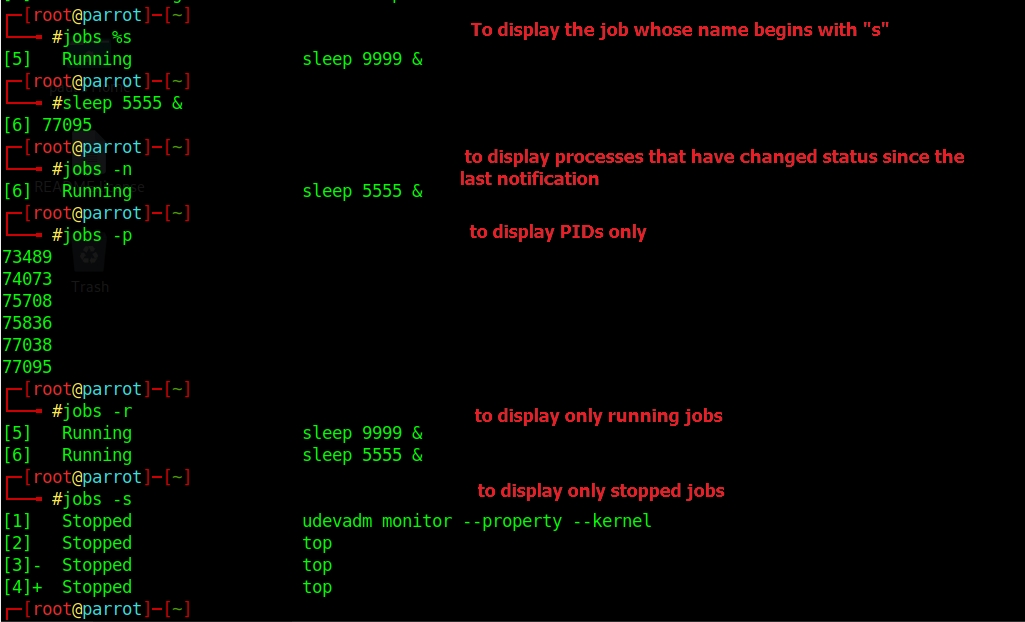 [root@parrot]─[~]
#jobs %s
To display the job whose name begins with "s"
[5]   Running                 sleep 9999 &
[root@parrot]─[~]
#sleep 5555 &
[6] 77095
[root@parrot]─[~]
#jobs -n
to display processes that have changed status since the
last notification
[6]   Running                 sleep 5555 &
[root@parrot]─[~]
#jobs -p
to display PIDs only
73489
74073
Trash
75708
75836
77038
77095
[root@parrot]─[~]
#jobs -r
to display only running jobs
[5]   Running                 sleep 9999 &
[6]   Running                 sleep 5555 &
[root@parrot]─[~]
#jobs -s
to display only stopped jobs
[1]   Stopped                 udevadm monitor --property --kernel
[2]   Stopped                 top
[3]-  Stopped                 top
[4]+  Stopped                 top
[root@parrot]─[~]